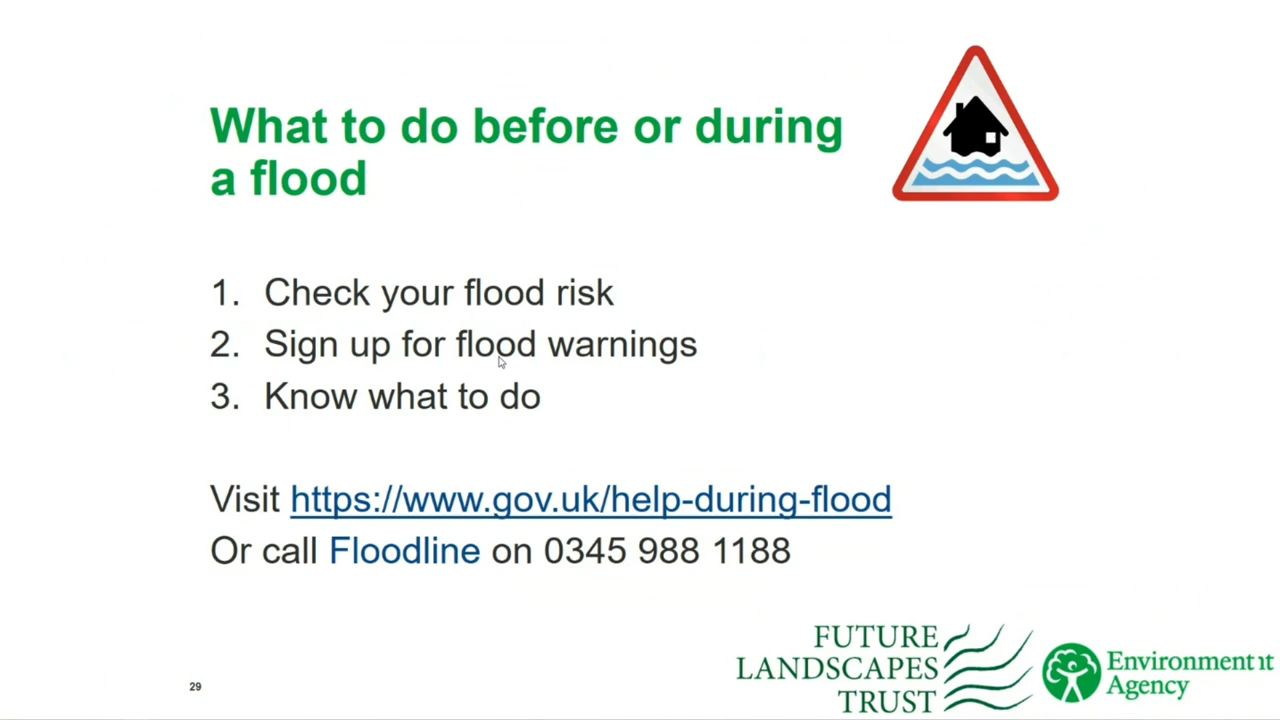 What to do before or during
a flood
1. Check your flood risk
2. Sign up for flood warnings
3. Know what to do
Visit https://www.gov.uk/help-during-flood
Or call Floodline on 0345 988 1188
29
FUTURE
LANDSCAPES
TRUST
Environment
Agency